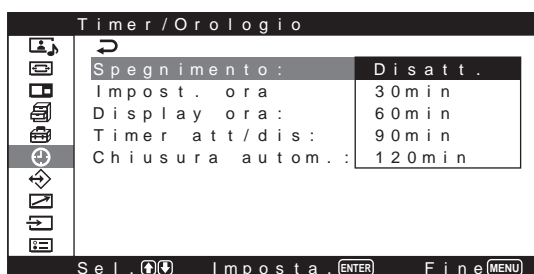 Timer/Orologio
Spegnimento: Disatt.
Impost. ora 30min
Display ora: 60min
Timer att/dis: 90min
Chiusura autom.: 120min
Sel. Imposta. ENTER Fine MENU